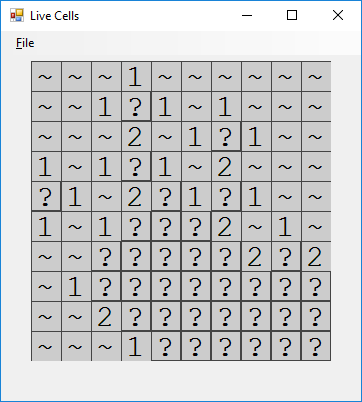 Live Cells
File
~ ~ ~ 1 ~ ~ ~ ~ ~ ~
~ ~ 1 ? 1 ~ 1 ~ ~ ~
~ ~ ~ 2 ~ 1 ? 1 ~ ~
1 ~ 1 ? 1 ~ 2 ~ ~ ~
? 1 ~ 2 ? 1 ? 1 ~ ~
1 ~ 1 ? ? ? 2 ~ 1 ~
~ ~ ? ? ? ? ? 2 ? 2
~ 1 ? ? ? ? ? ? ? ?
~ ~ 2 ? ? ? ? ? ? ?
~ ~ ~ 1 ? ? ? ? ? ?